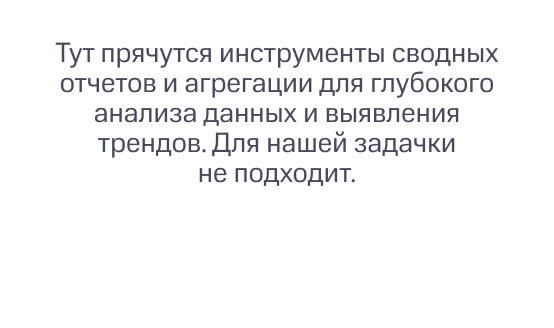 Тут прячутся инструменты сводных
отчетов и агрегации для глубокого
анализа данных и выявления
трендов. Для нашей задачки
не подходит.